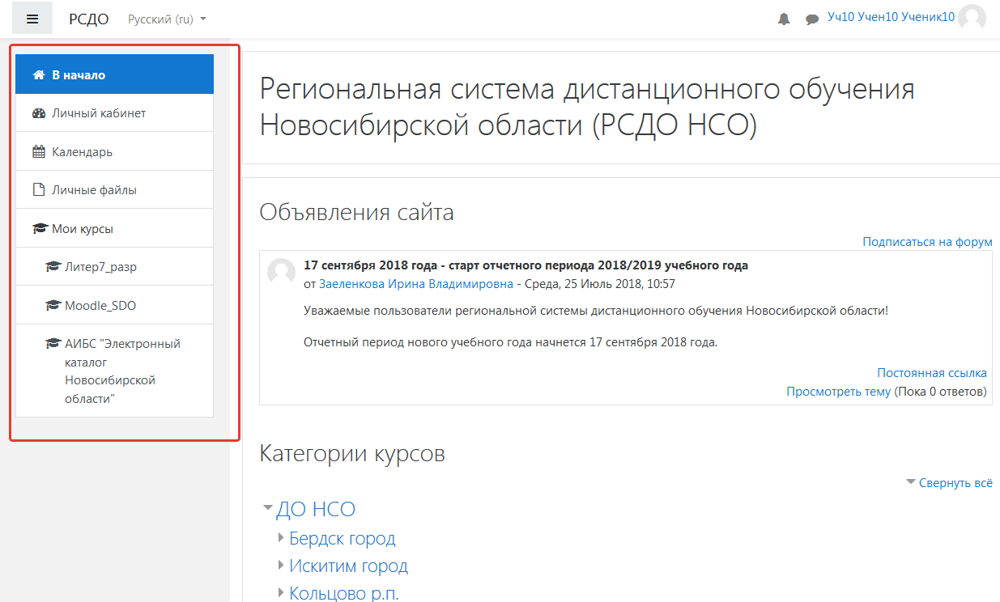 РСДО Русский (ru) Уч10 Учен10 Ученик10
В начало
Личный кабинет
Календарь
Личные файлы
Мои курсы
Литер7_разр
Moodle_SDO
АИБС "Электронный
каталог
Новосибирской
области"
Региональная система дистанционного обучения
Новосибирской области (РСДО НСО)
Объявления сайта
Подписаться на форум
17 сентября 2018 года - старт отчетного периода 2018/2019 учебного года
от Заеленкова Ирина Владимировна - Среда, 25 Июль 2018, 10:57
Уважаемые пользователи региональной системы дистанционного обучения Новосибирской области!
Отчетный период нового учебного года начнется 17 сентября 2018 года.
Постоянная ссылка
Просмотреть тему (Пока 0 ответов)
Категории курсов
Свернуть всё
ДО НСО
Бердск город
Искитим город
Кольцово р.п.